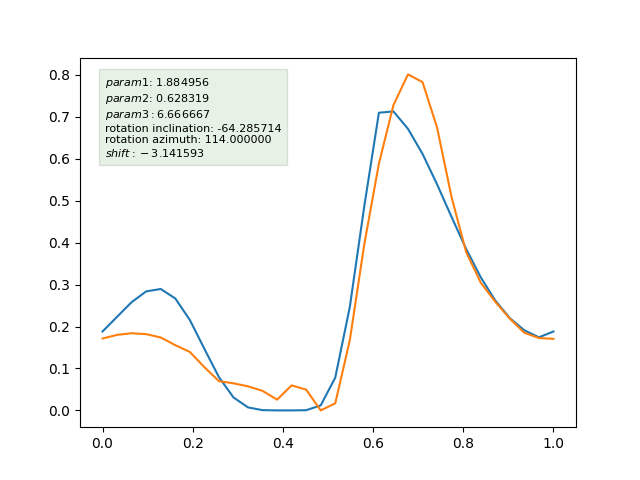 param1: 1.884956
param2: 0.628319
param3: 6.666667
rotation inclination: -64.285714
rotation azimuth: 114.000000
shift: −3.141593
0.8
0.7
0.6
0.5
0.4
0.3
0.2
0.1
0.0
0.0 0.2 0.4 0.6 0.8 1.0